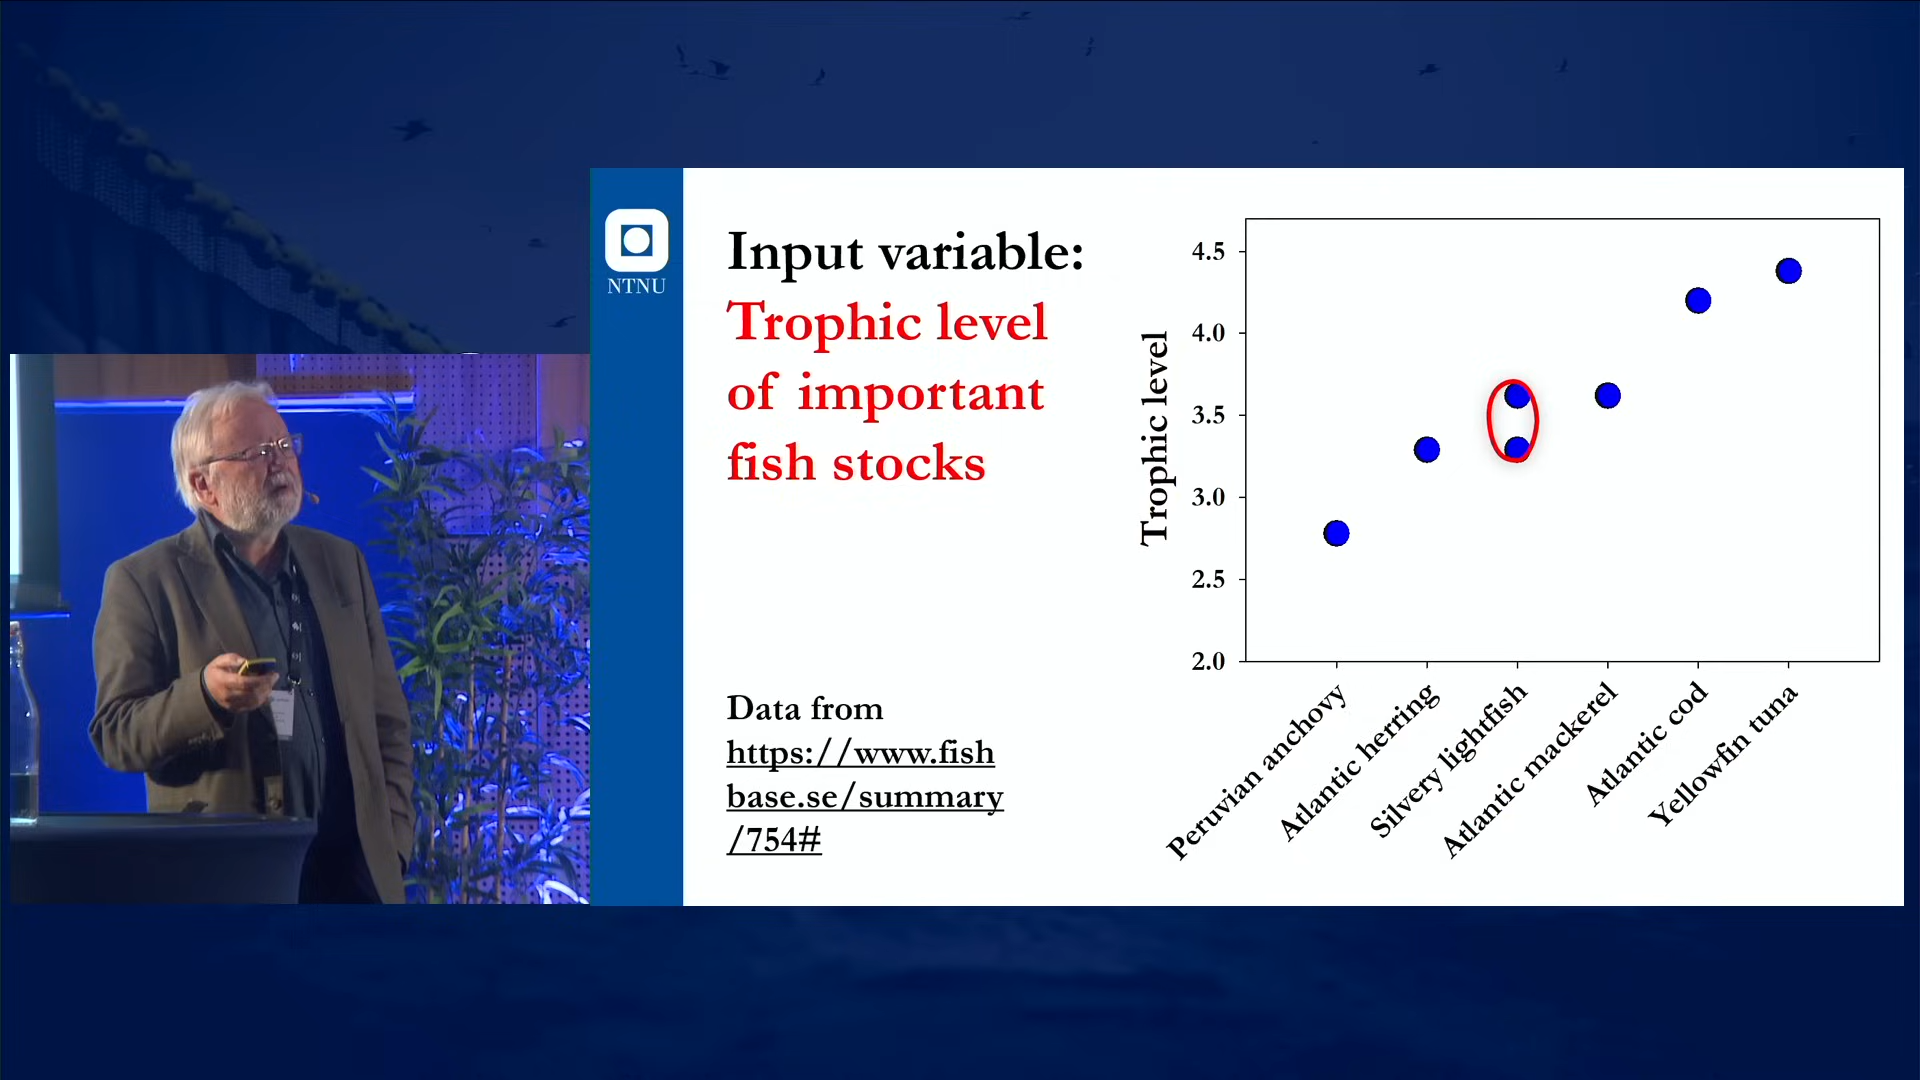 NTNU
Input variable:
Trophic level
of important
fish stocks
Data from
https://www.fish
base.se/summary
/754#
Trophic level
4.5
4.0
3.5
3.0
2.5
2.0
Peruvian anchovy
Atlantic herring
Silvery lightfish
Atlantic mackerel
Atlantic cod
Yellowfin tuna